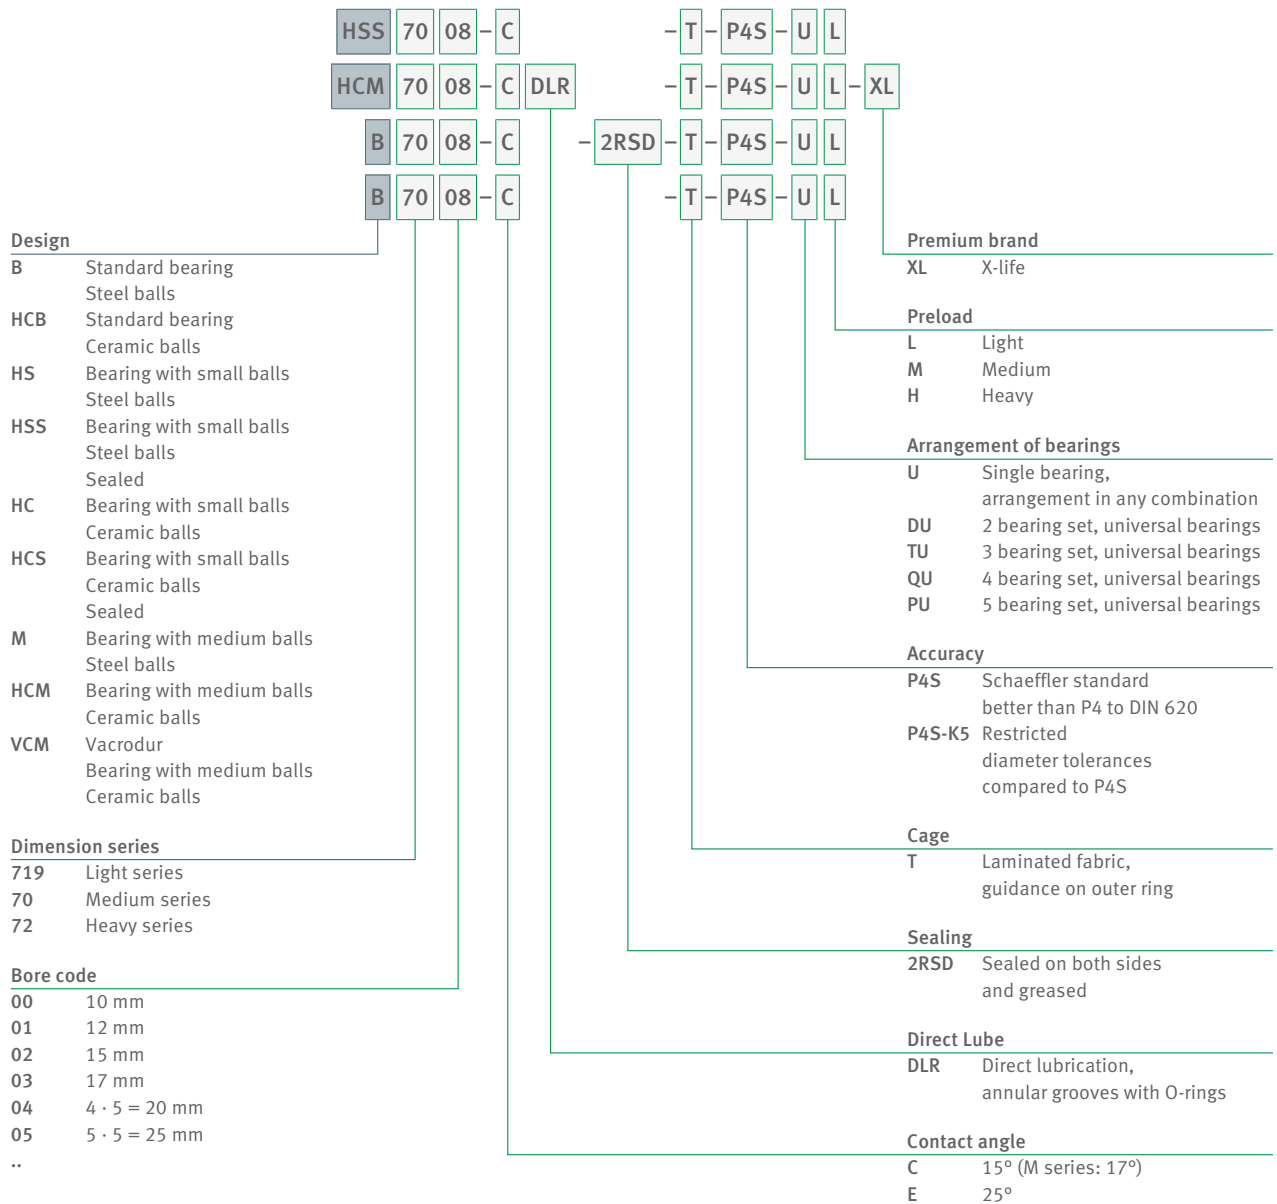 HSS 70 08 – C – T – P4S – U L
HCM 70 08 – C DLR – T – P4S – U L – XL
B 70 08 – C – 2RSD – T – P4S – U L
B 70 08 – C – T – P4S – U L
Design
B Standard bearing
Steel balls
HCB Standard bearing
Ceramic balls
HS Bearing with small balls
Steel balls
HSS Bearing with small balls
Steel balls
Sealed
HC Bearing with small balls
Ceramic balls
HCS Bearing with small balls
Ceramic balls
Sealed
M Bearing with medium balls
Steel balls
HCM Bearing with medium balls
Ceramic balls
VCM Vacrodur
Bearing with medium balls
Ceramic balls
Dimension series
719 Light series
70 Medium series
72 Heavy series
Bore code
00 10 mm
01 12 mm
02 15 mm
03 17 mm
04 4 · 5 = 20 mm
05 5 · 5 = 25 mm
..
Premium brand
XL X-life
Preload
L Light
M Medium
H Heavy
Arrangement of bearings
U Single bearing,
arrangement in any combination
DU 2 bearing set, universal bearings
TU 3 bearing set, universal bearings
QU 4 bearing set, universal bearings
PU 5 bearing set, universal bearings
Accuracy
P4S Schaeffler standard
better than P4 to DIN 620
P4S-K5 Restricted
diameter tolerances
compared to P4S
Cage
T Laminated fabric,
guidance on outer ring
Sealing
2RSD Sealed on both sides
and greased
Direct Lube
DLR Direct lubrication,
annular grooves with O-rings
Contact angle
C 15° (M series: 17°)
E 25°